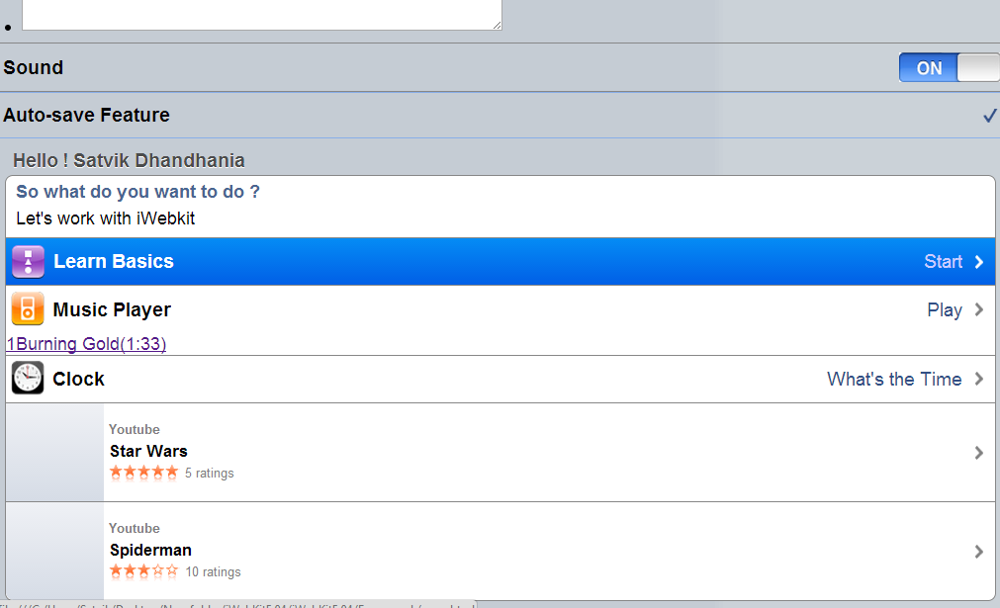 Sound
ON
Auto-save Feature
Hello ! Satvik Dhandhania
So what do you want to do ?
Let's work with iWebkit
Learn Basics Start
Music Player Play
1Burning Gold(1:33)
Clock What's the Time
Youtube
Star Wars
5 ratings
Youtube
Spiderman
10 ratings